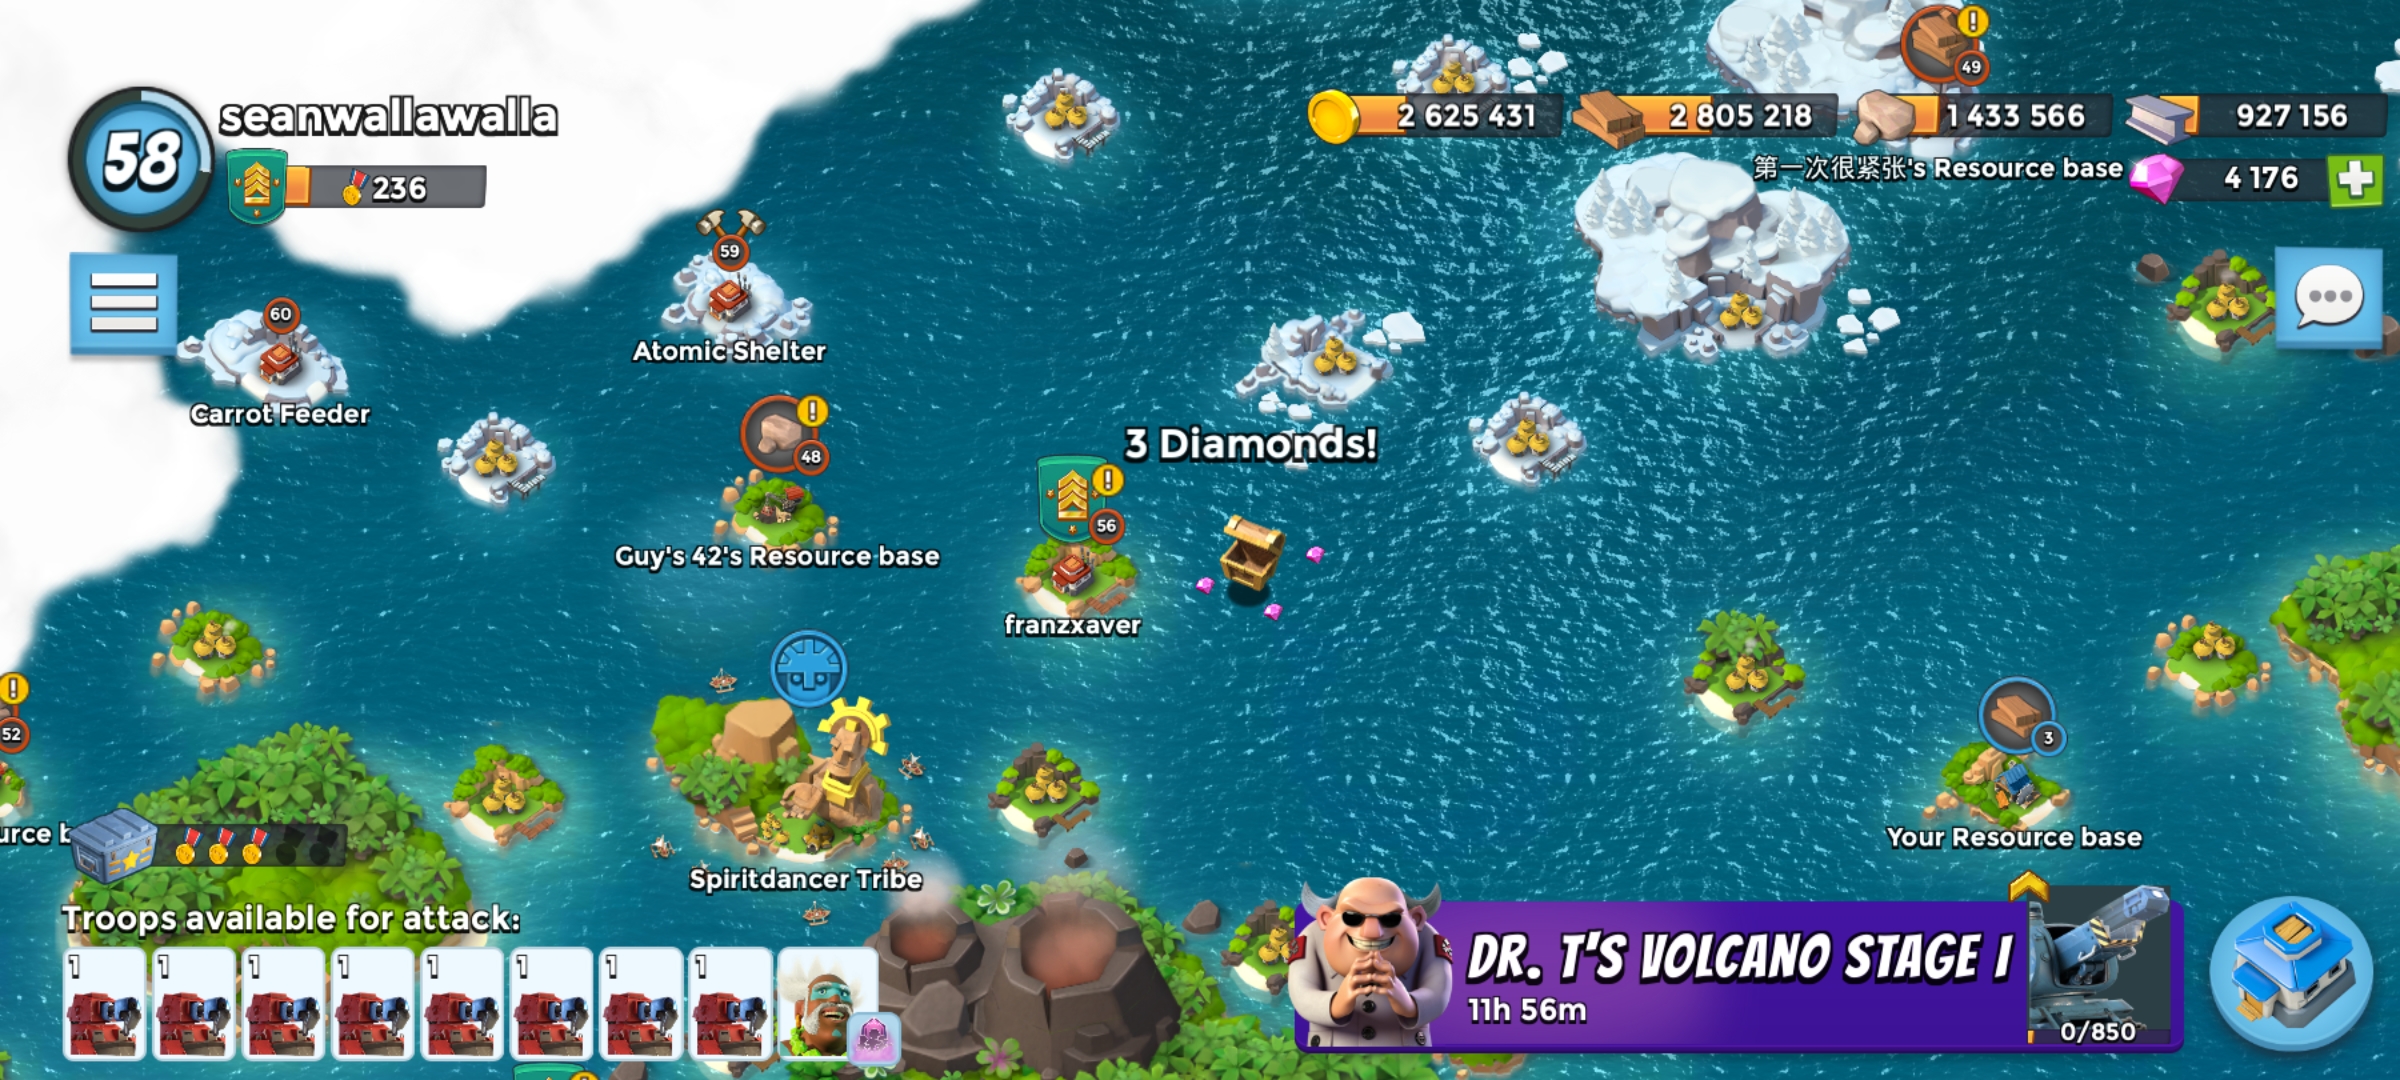 58
seanwallawalla
236
2 625 431
2 805 218
1 433 566
927 156
4 176
49
第一次很紧张's Resource base
59
Atomic Shelter
60
Carrot Feeder
48
Guy's 42's Resource base
3 Diamonds!
56
franzxaver
52
urce b
Spiritdancer Tribe
3
Your Resource base
Troops available for attack:
1
1
1
1
1
1
1
1
DR. T'S VOLCANO STAGE I
11h 56m
0/850